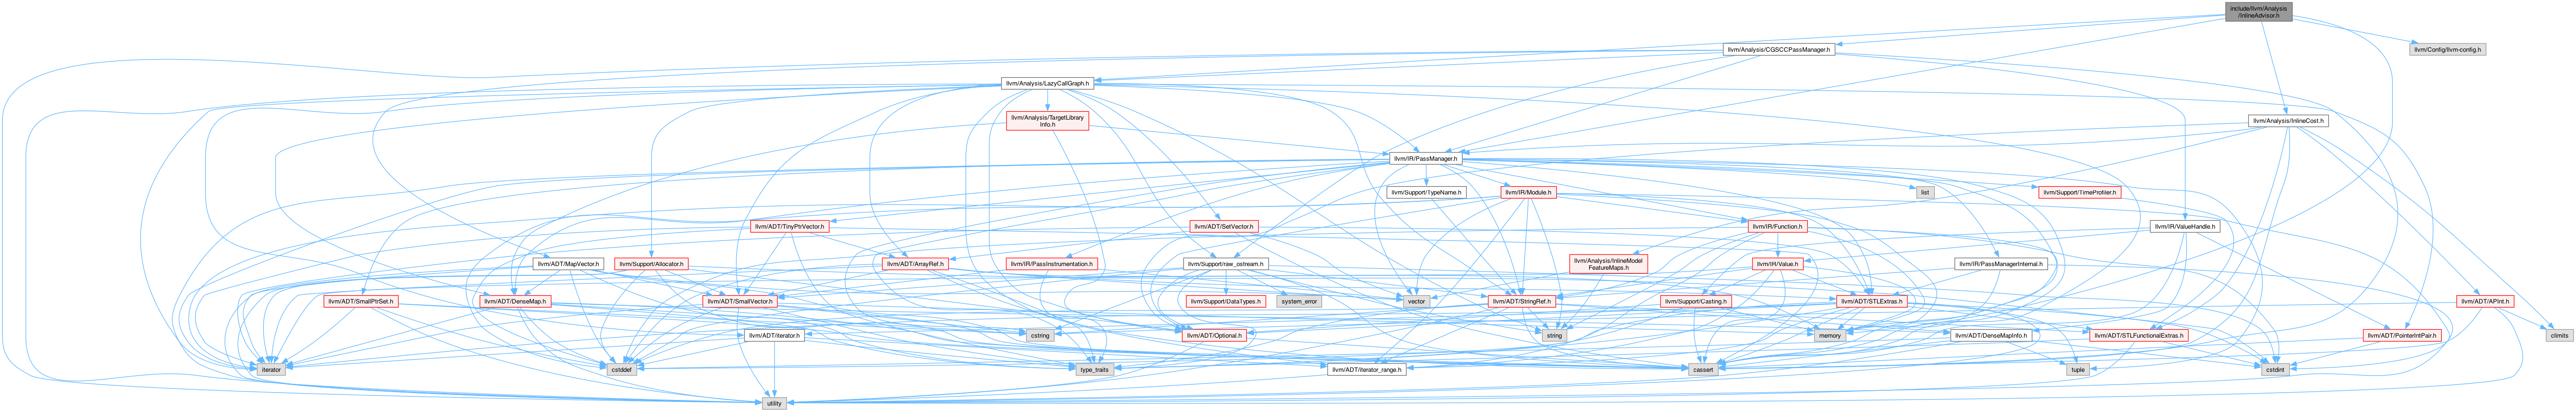 include/llvm/Analysis
/InlineAdvisor.h
llvm/Analysis/CGSCCPassManager.h
llvm/Config/llvm-config.h
llvm/Analysis/LazyCallGraph.h
llvm/Analysis/TargetLibrary
Info.h
llvm/Analysis/InlineCost.h
llvm/IR/PassManager.h
llvm/Support/TypeName.h
llvm/IR/Module.h
list
llvm/Support/TimeProfiler.h
llvm/ADT/TinyPtrVector.h
llvm/ADT/SetVector.h
llvm/IR/Function.h
llvm/IR/ValueHandle.h
llvm/ADT/MapVector.h
llvm/Support/Allocator.h
llvm/ADT/ArrayRef.h
llvm/IR/PassInstrumentation.h
llvm/Support/raw_ostream.h
llvm/Analysis/InlineModel
FeatureMaps.h
llvm/IR/Value.h
llvm/IR/PassManagerInternal.h
llvm/ADT/SmallPtrSet.h
llvm/ADT/DenseMap.h
llvm/ADT/SmallVector.h
llvm/Support/DataTypes.h
system_error
vector
llvm/ADT/StringRef.h
llvm/Support/Casting.h
llvm/ADT/STLExtras.h
llvm/ADT/APInt.h
llvm/ADT/iterator.h
cstring
llvm/ADT/Optional.h
string
memory
llvm/ADT/DenseMapInfo.h
llvm/ADT/STLFunctionalExtras.h
llvm/ADT/PointerIntPair.h
climits
iterator
cstddef
type_traits
llvm/ADT/iterator_range.h
cassert
tuple
cstdint
utility